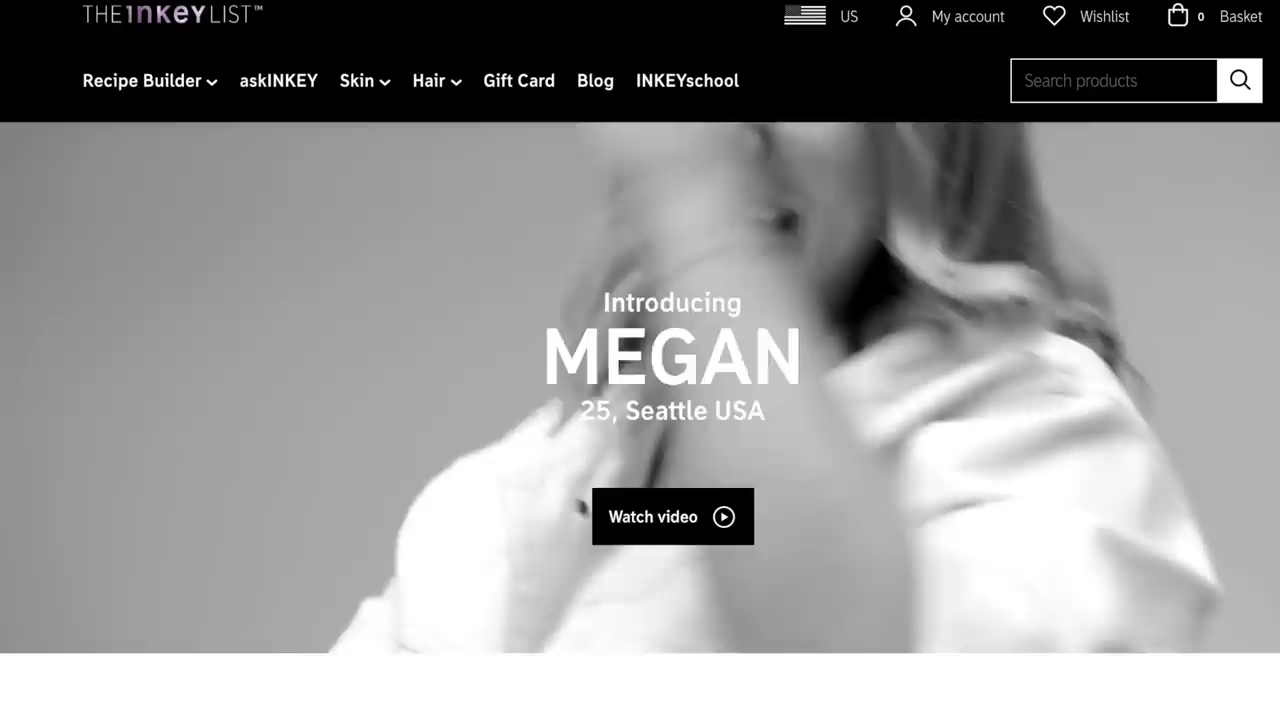 THE INKEY LIST™
US
My account
Wishlist
0
Basket
Recipe Builder
askINKEY
Skin
Hair
Gift Card
Blog
INKEYschool
Search products
Introducing
MEGAN
25, Seattle USA
Watch video